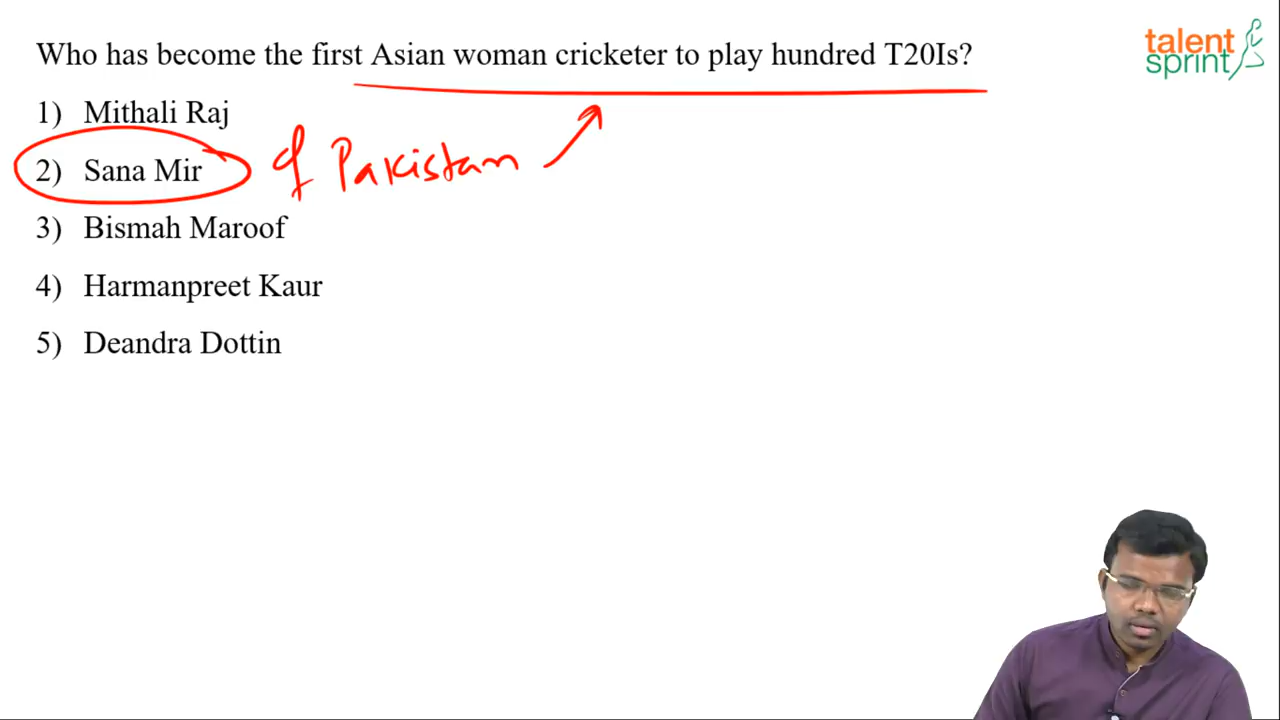 Who has become the first Asian woman cricketer to play hundred T20Is?
talent
sprint
1) Mithali Raj
2) Sana Mir of Pakistan
3) Bismah Maroof
4) Harmanpreet Kaur
5) Deandra Dottin